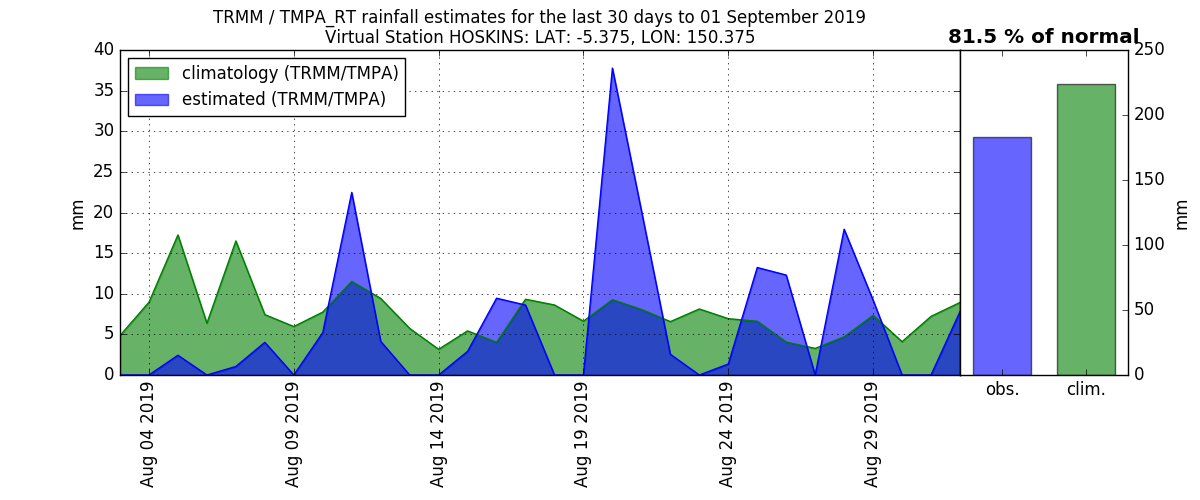 TRMM / TMPA_RT rainfall estimates for the last 30 days to 01 September 2019
Virtual Station HOSKINS: LAT: -5.375, LON: 150.375
81.5 % of normal
climatology (TRMM/TMPA)
estimated (TRMM/TMPA)
40
35
30
25
20
15
10
5
0
mm
Aug 04 2019
Aug 09 2019
Aug 14 2019
Aug 19 2019
Aug 24 2019
Aug 29 2019
obs.
clim.
250
200
150
100
50
0
mm